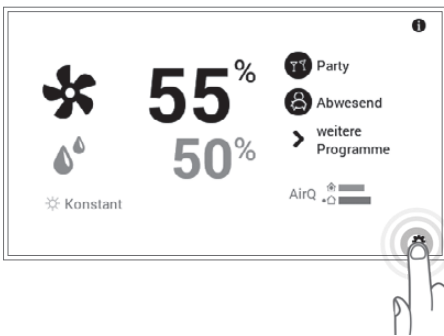 55%
50%
Konstant
Party
Abwesend
weitere
Programme
AirQ